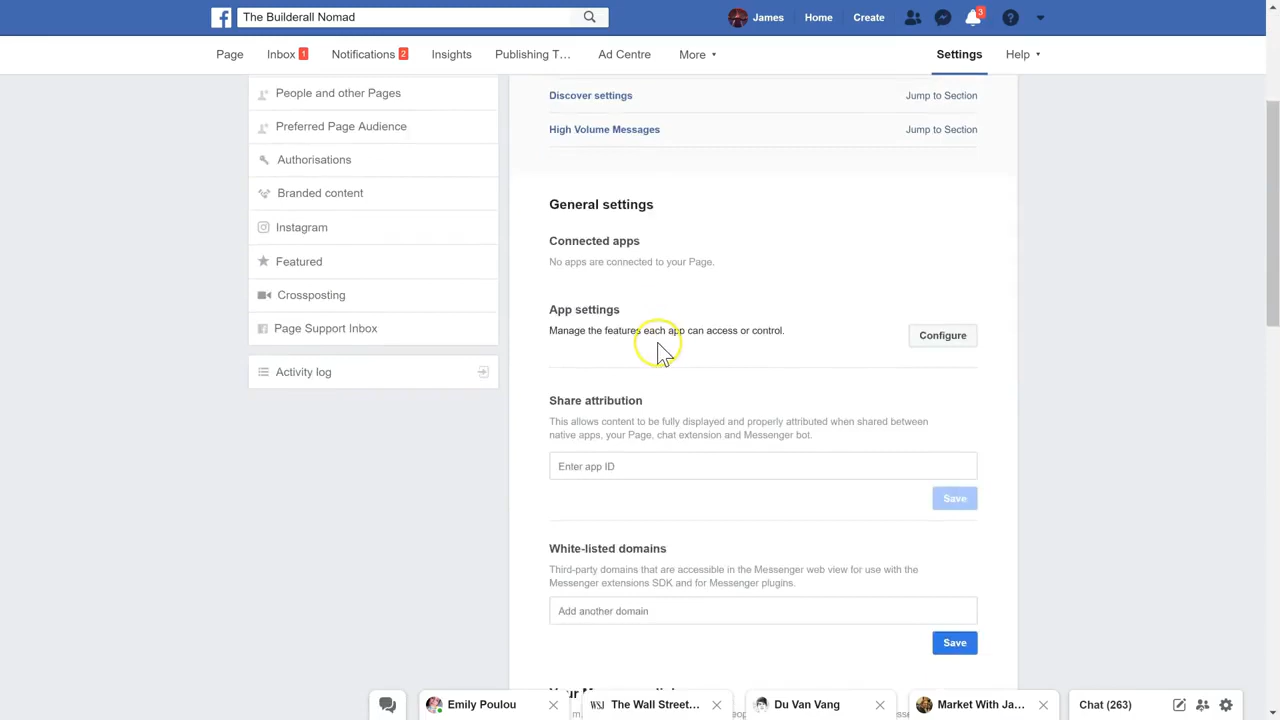 The Builderall Nomad
James
Home
Create
3
Page
Inbox 1
Notifications 2
Insights
Publishing T…
Ad Centre
More
Settings
Help
People and other Pages
Preferred Page Audience
Authorisations
Branded content
Instagram
Featured
Crossposting
Page Support Inbox
Activity log
Discover settings
Jump to Section
High Volume Messages
Jump to Section
General settings
Connected apps
No apps are connected to your Page.
App settings
Manage the features each app can access or control.
Configure
Share attribution
This allows content to be fully displayed and properly attributed when shared between
native apps, your Page, chat extension and Messenger bot.
Enter app ID
Save
White-listed domains
Third-party domains that are accessible in the Messenger web view for use with the
Messenger extensions SDK and for Messenger plugins.
Add another domain
Save
Emily Poulou
WSJ
The Wall Street…
Du Van Vang
Market With Ja…
Chat (263)